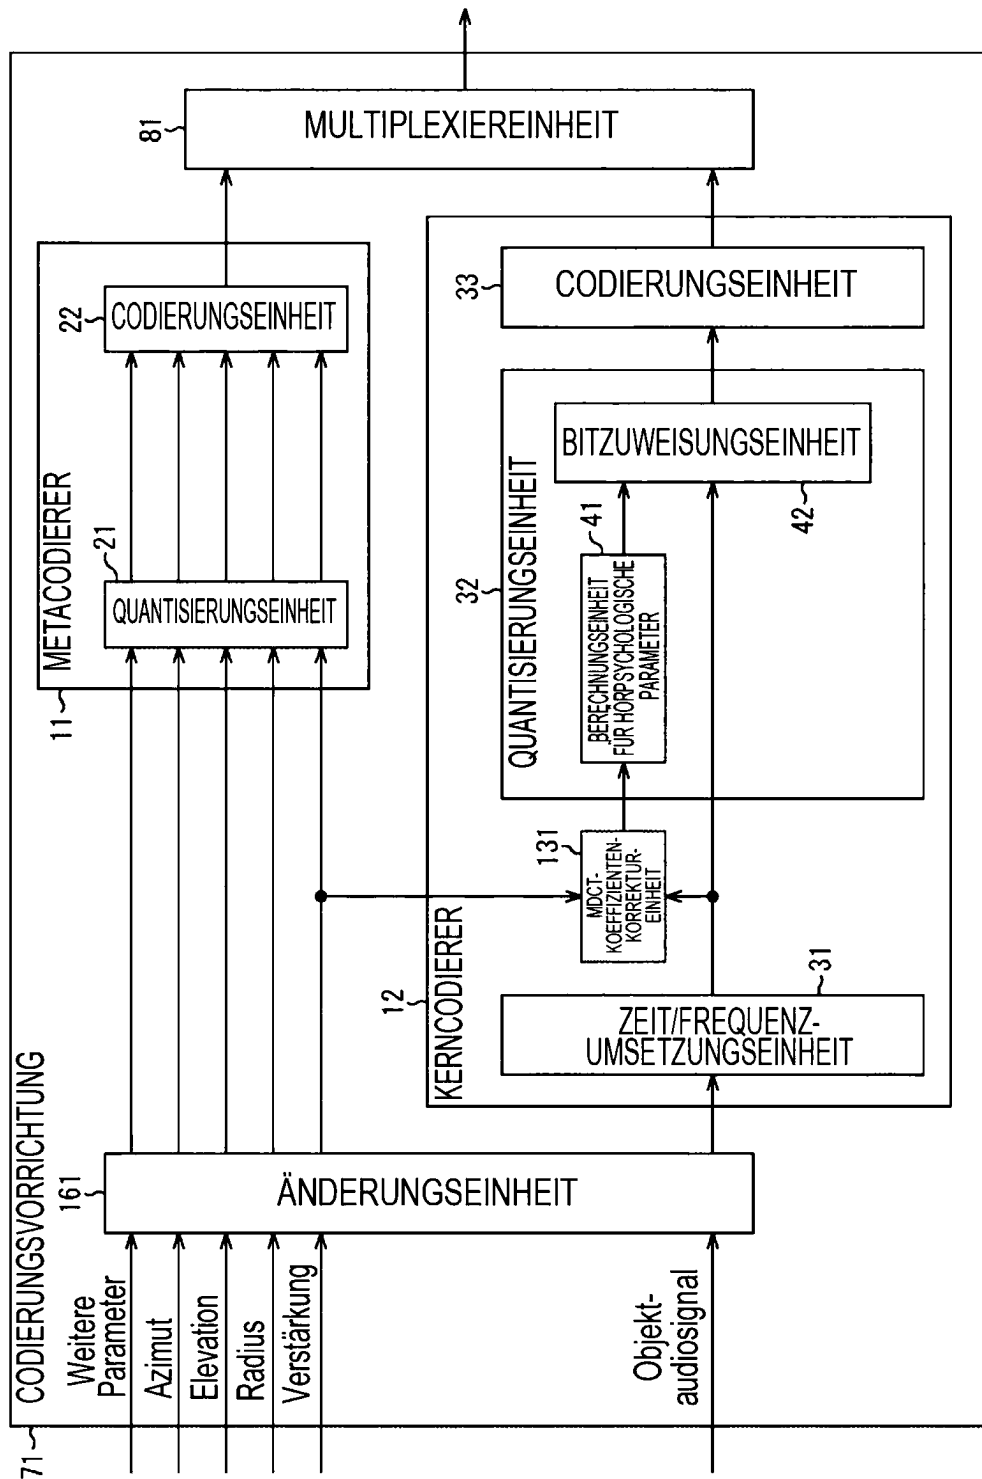 71
CODIERUNGSVORRICHTUNG
Weitere
Parameter
Azimut
Elevation
Radius
Verstärkung
Objekt-
audiosignal
161
ÄNDERUNGSEINHEIT
11
METACODIERER
21
QUANTISIERUNGSEINHEIT
22
CODIERUNGSEINHEIT
12
KERNCODIERER
31
ZEIT/FREQUENZ-
UMSETZUNGSEINHEIT
131
MDCT-
KOEFFIZIENTEN-
KORREKTUR-
EINHEIT
32
QUANTISIERUNGSEINHEIT
41
BERECHNUNGSEINHEIT
FÜR HÖRPSYCHOLOGISCHE
PARAMETER
42
BITZUWEISUNGSEINHEIT
33
CODIERUNGSEINHEIT
81
MULTIPLEXIEREINHEIT